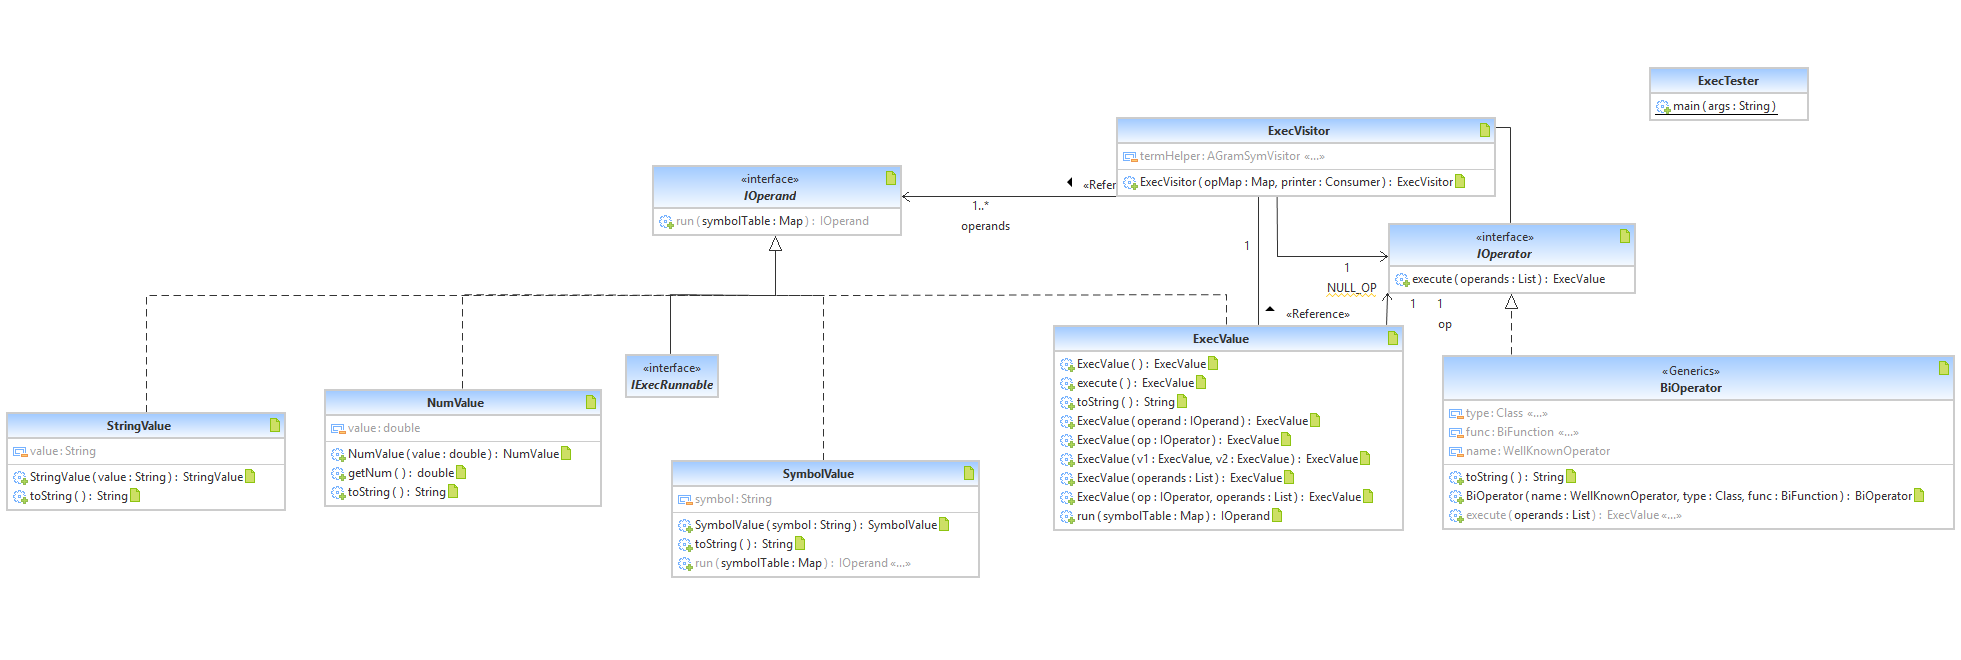 ExecTester
main ( args : String )
ExecVisitor
termHelper : AGramSymVisitor «...»
ExecVisitor ( opMap : Map, printer : Consumer ) : ExecVisitor
«interface»
IOperand
run ( symbolTable : Map ) : IOperand
«Refer
1..*
operands
1
«interface»
IOperator
execute ( operands : List ) : ExecValue
1
NULL_OP
1
1
op
«Reference»
ExecValue
ExecValue ( ) : ExecValue
execute ( ) : ExecValue
toString ( ) : String
ExecValue ( operand : IOperand ) : ExecValue
ExecValue ( op : IOperator ) : ExecValue
ExecValue ( v1 : ExecValue, v2 : ExecValue ) : ExecValue
ExecValue ( operands : List ) : ExecValue
ExecValue ( op : IOperator, operands : List ) : ExecValue
run ( symbolTable : Map ) : IOperand
«interface»
IExecRunnable
«Generics»
BiOperator
type : Class «...»
func : BiFunction «...»
name : WellKnownOperator
toString ( ) : String
BiOperator ( name : WellKnownOperator, type : Class, func : BiFunction ) : BiOperator
execute ( operands : List ) : ExecValue «...»
NumValue
value : double
NumValue ( value : double ) : NumValue
getNum ( ) : double
toString ( ) : String
StringValue
value : String
StringValue ( value : String ) : StringValue
toString ( ) : String
SymbolValue
symbol : String
SymbolValue ( symbol : String ) : SymbolValue
toString ( ) : String
run ( symbolTable : Map ) : IOperand «...»